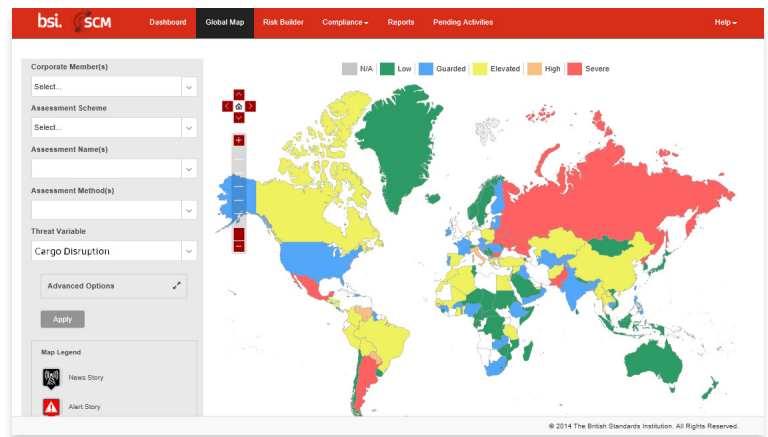 bsi. SCM
Dashboard Global Map Risk Builder Compliance Reports Pending Activities Help
Corporate Member(s)
Select...
Assessment Scheme
Select...
Assessment Name(s)
Assessment Method(s)
Threat Variable
Cargo Disruption
Advanced Options
Apply
Map Legend
News Story
Alert Story
N/A Low Guarded Elevated High Severe
© 2014 The British Standards Institution. All Rights Reserved.